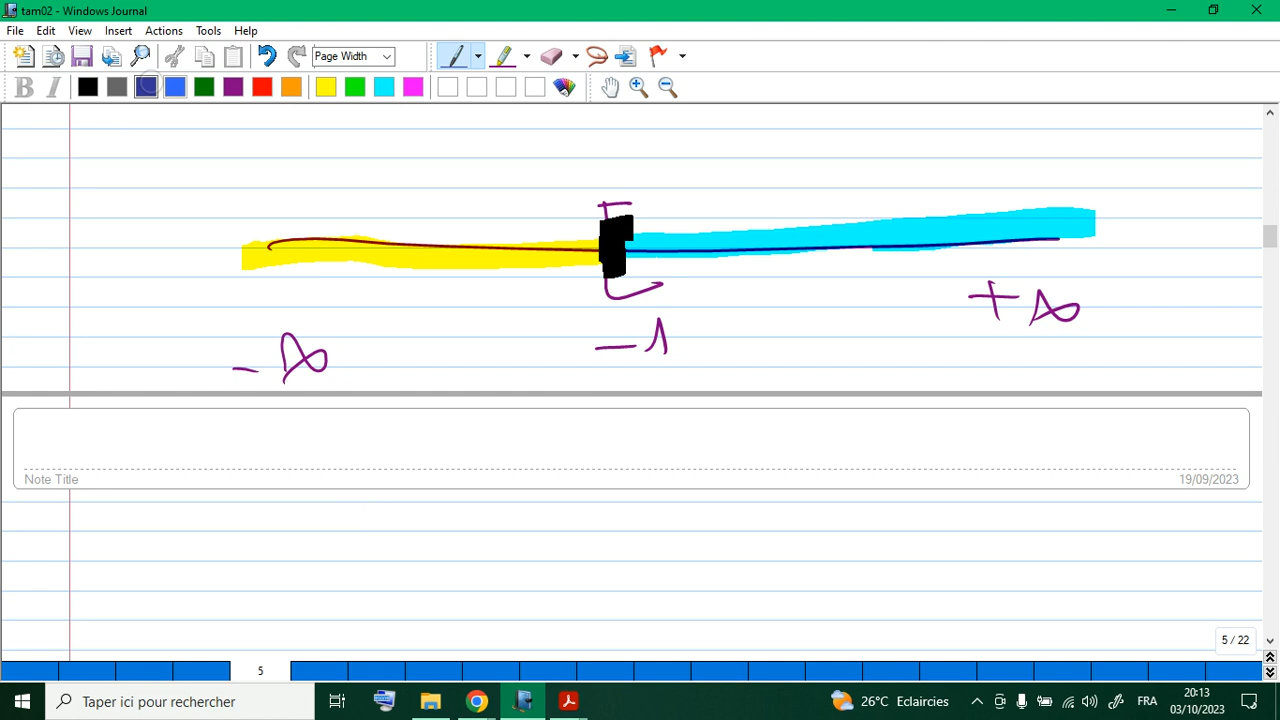 tam02 - Windows Journal
File Edit View Insert Actions Tools Help
Page Width
B I
+ ∞
- 1
- ∞
Note Title
19/09/2023
5 / 22
5
Taper ici pour rechercher
26°C Eclaircies
FRA
20:13
03/10/2023